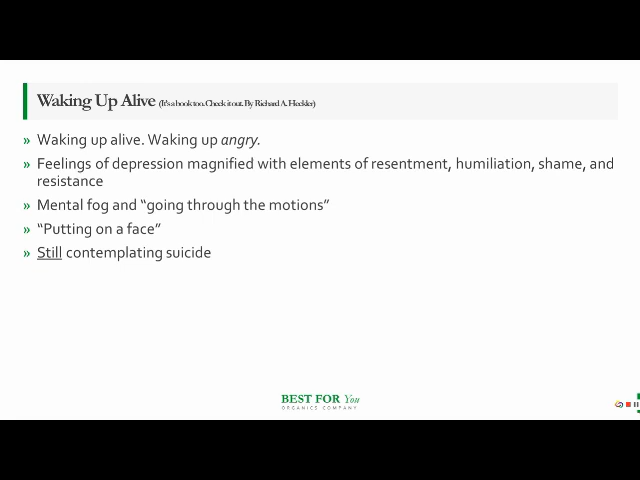 Waking Up Alive (It's a book too. Check it out. By Richard A. Heckler)
» Waking up alive. Waking up angry.
» Feelings of depression magnified with elements of resentment, humiliation, shame, and
resistance
» Mental fog and “going through the motions”
» “Putting on a face”
» Still contemplating suicide
BEST FOR You
ORGANICS COMPANY